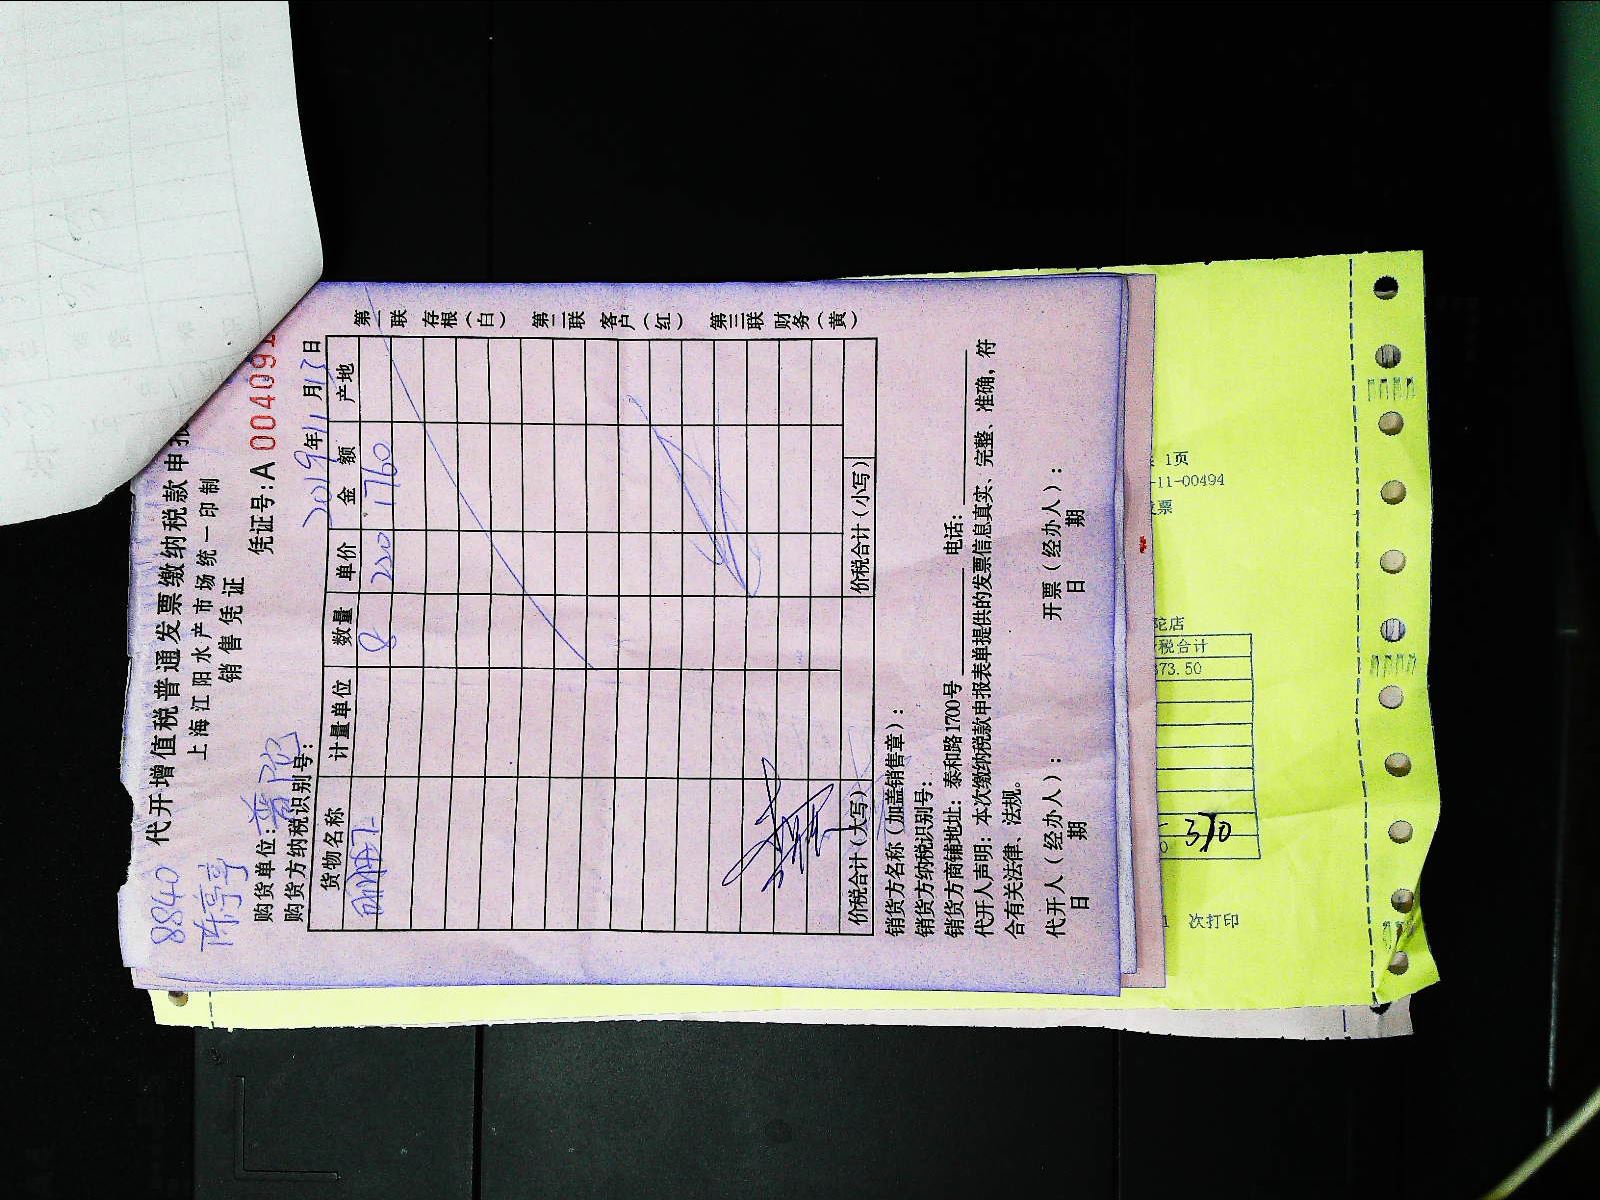 8840
陈亭亭
代开增值税普通发票缴纳税款申报
上海江阳水产市场统一印制
销售凭证
凭证号:A 004091
购货单位:普陀
2019年11月13日
购货方纳税识别号:
货物名称 计量单位 数量 单价 金额 产地
8 220 1760
价税合计(大写) 价税合计(小写)
第一联 存根(白) 第二联 客户(红) 第三联 财务(黄)
销货方名称(加盖销售章):
销货方纳税识别号:
销货方商铺地址:泰和路1700号 电话:
代开人声明:本次缴纳税款申报表单提供的发票信息真实、完整、准确,符
合有关法律、法规。
代开人(经办人): 开票(经办人):
日 期 日 期
1页
-11-00494
票
陀店
税合计
373.50
370
次打印